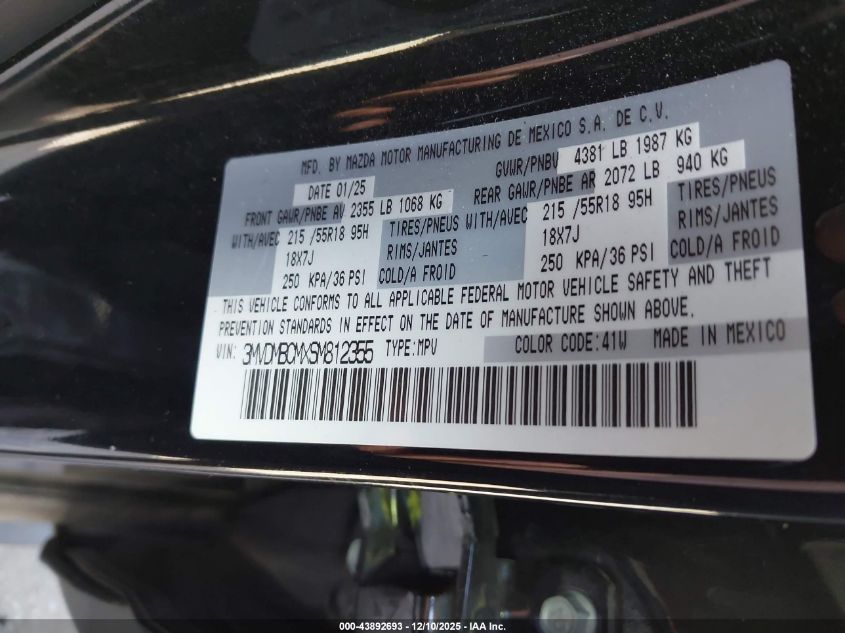 MFD. BY MAZDA MOTOR MANUFACTURING DE MEXICO S.A. DE C.V.
DATE 01/25 GVWR/PNBV 4381 LB 1987 KG
FRONT GAWR/PNBE AV 2355 LB 1068 KG REAR GAWR/PNBE AR 2072 LB 940 KG
WITH/AVEC 215 /55R18 95H TIRES/PNEUS WITH/AVEC 215 /55R18 95H TIRES/PNEUS
18X7J RIMS/JANTES 18X7J RIMS/JANTES
250 KPA/36 PSI COLD/A FROID 250 KPA/36 PSI COLD/A FROID
THIS VEHICLE CONFORMS TO ALL APPLICABLE FEDERAL MOTOR VEHICLE SAFETY AND THEFT
PREVENTION STANDARDS IN EFFECT ON THE DATE OF MANUFACTURE SHOWN ABOVE.
VIN: 3MVDMBCMXSM812355 TYPE:MPV COLOR CODE:41W MADE IN MEXICO
000-43892693 - 12/10/2025 - IAA Inc.